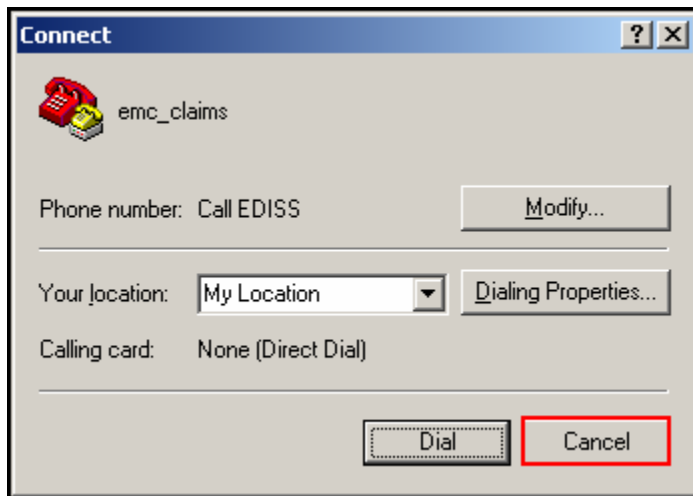 Connect
emc_claims
Phone number: Call EDISS Modify...
Your location: My Location Dialing Properties...
Calling card: None (Direct Dial)
Dial Cancel